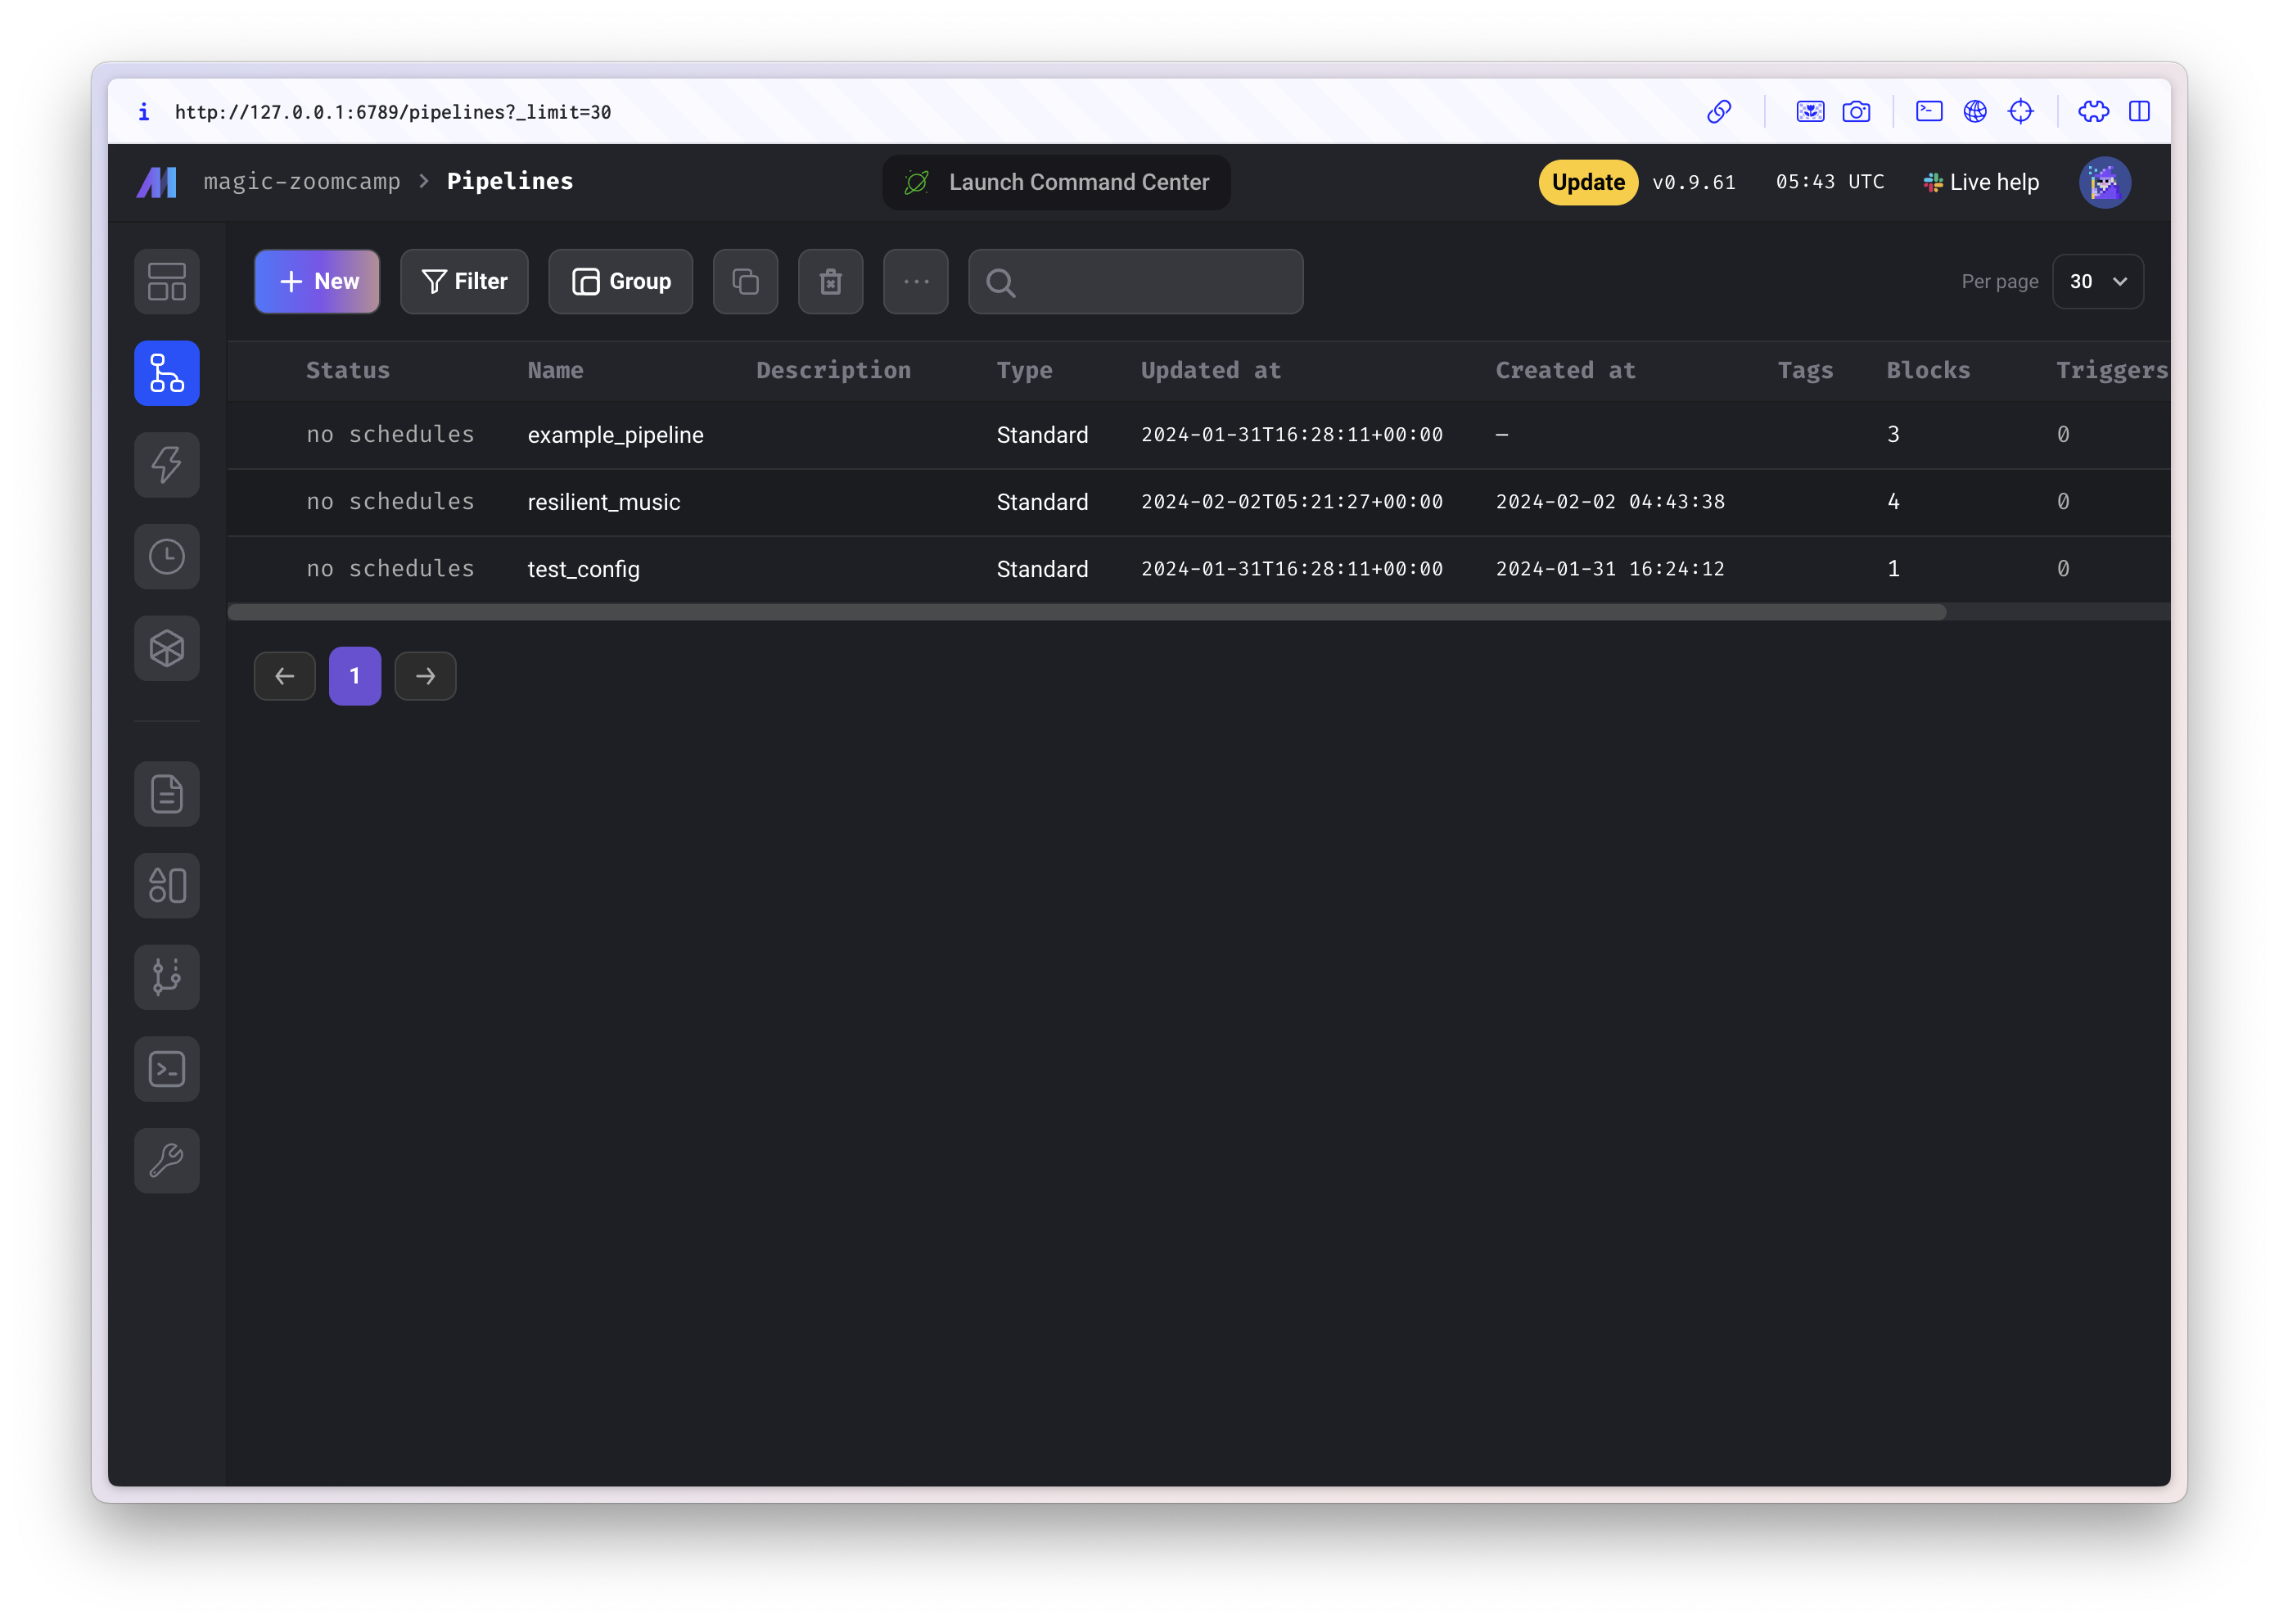 http://127.0.0.1:6789/pipelines?_limit=30
magic-zoomcamp > Pipelines
Launch Command Center
Update v0.9.61 05:43 UTC Live help
New Filter Group ... Per page 30
Status Name Description Type Updated at Created at Tags Blocks Triggers
no schedules example_pipeline Standard 2024-01-31T16:28:11+00:00 — 3 0
no schedules resilient_music Standard 2024-02-02T05:21:27+00:00 2024-02-02 04:43:38 4 0
no schedules test_config Standard 2024-01-31T16:28:11+00:00 2024-01-31 16:24:12 1 0
1